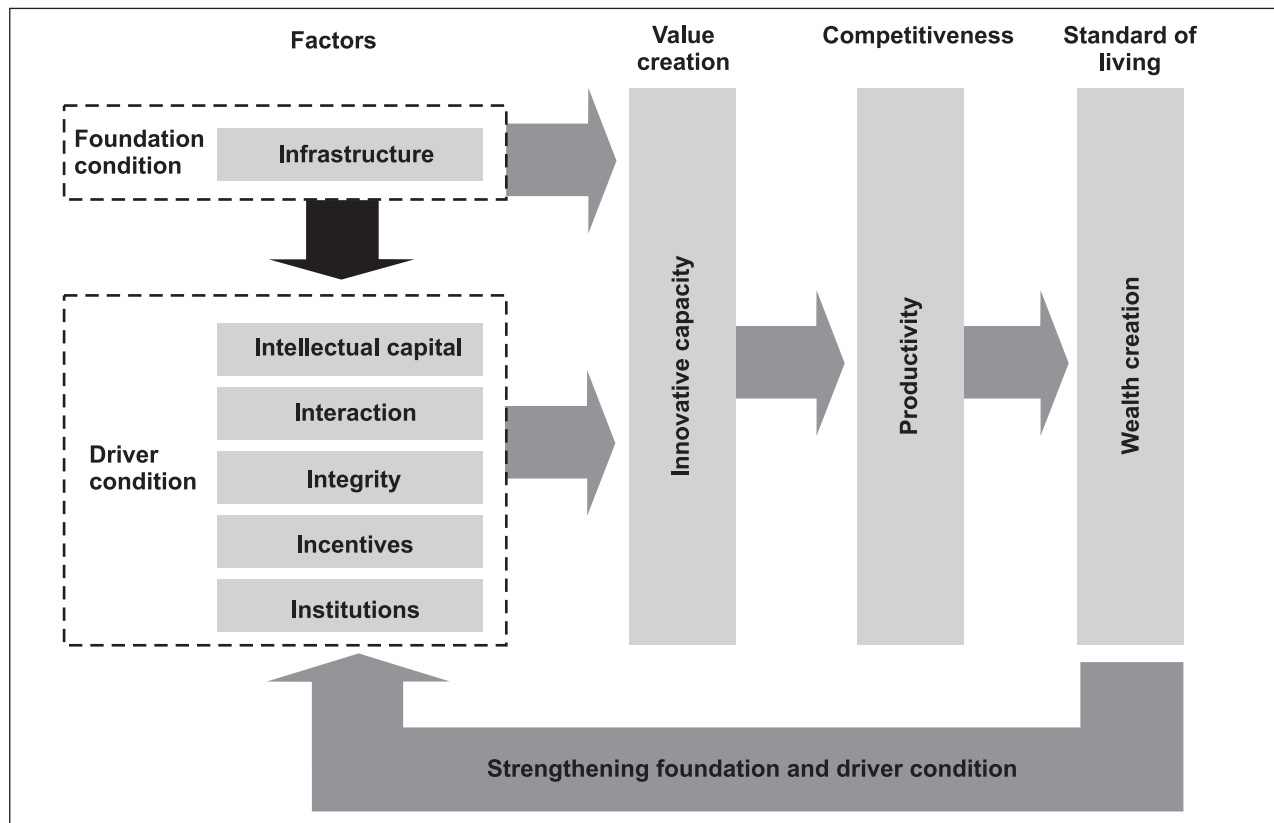 Factors
Value
creation
Competitiveness
Standard of
living
Foundation
condition
Infrastructure
Driver
condition
Intellectual capital
Interaction
Integrity
Incentives
Institutions
Innovative capacity
Productivity
Wealth creation
Strengthening foundation and driver condition